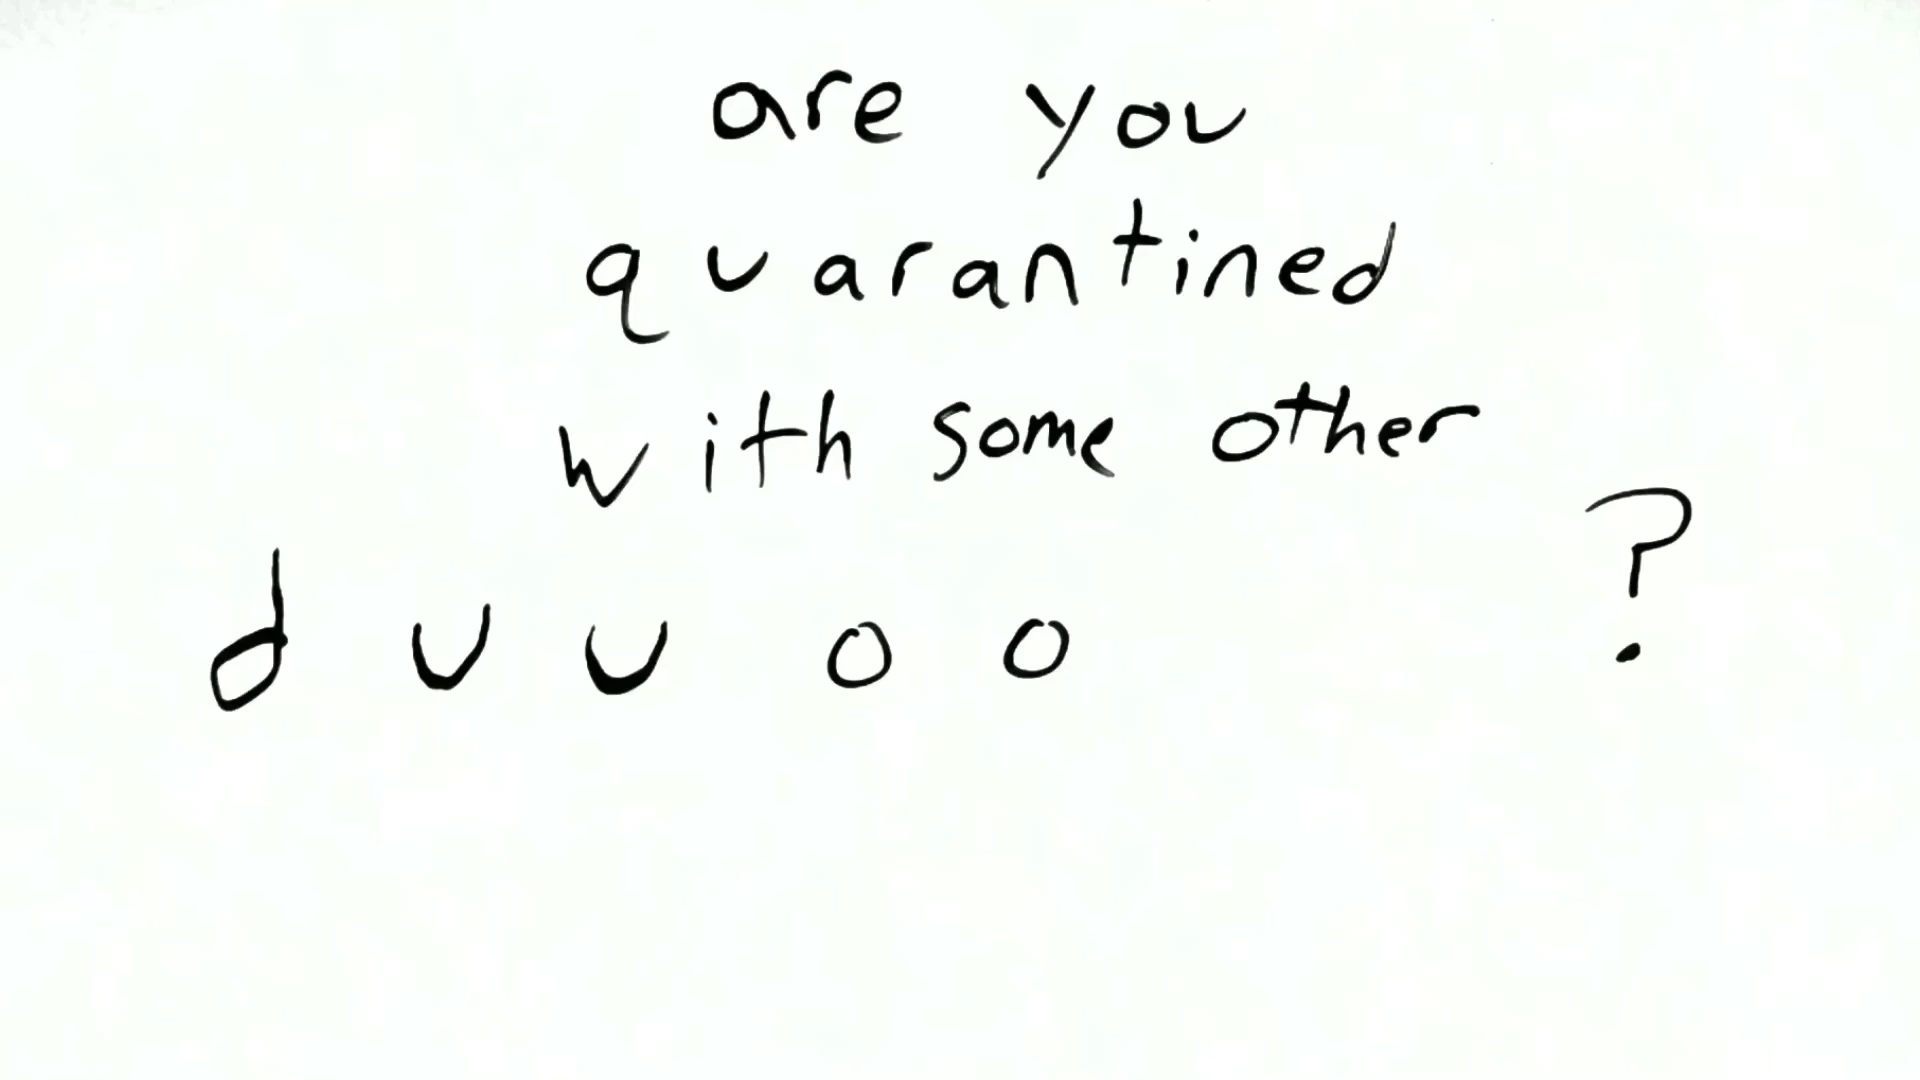 are you
quarantined
with some other
d u u o o ?